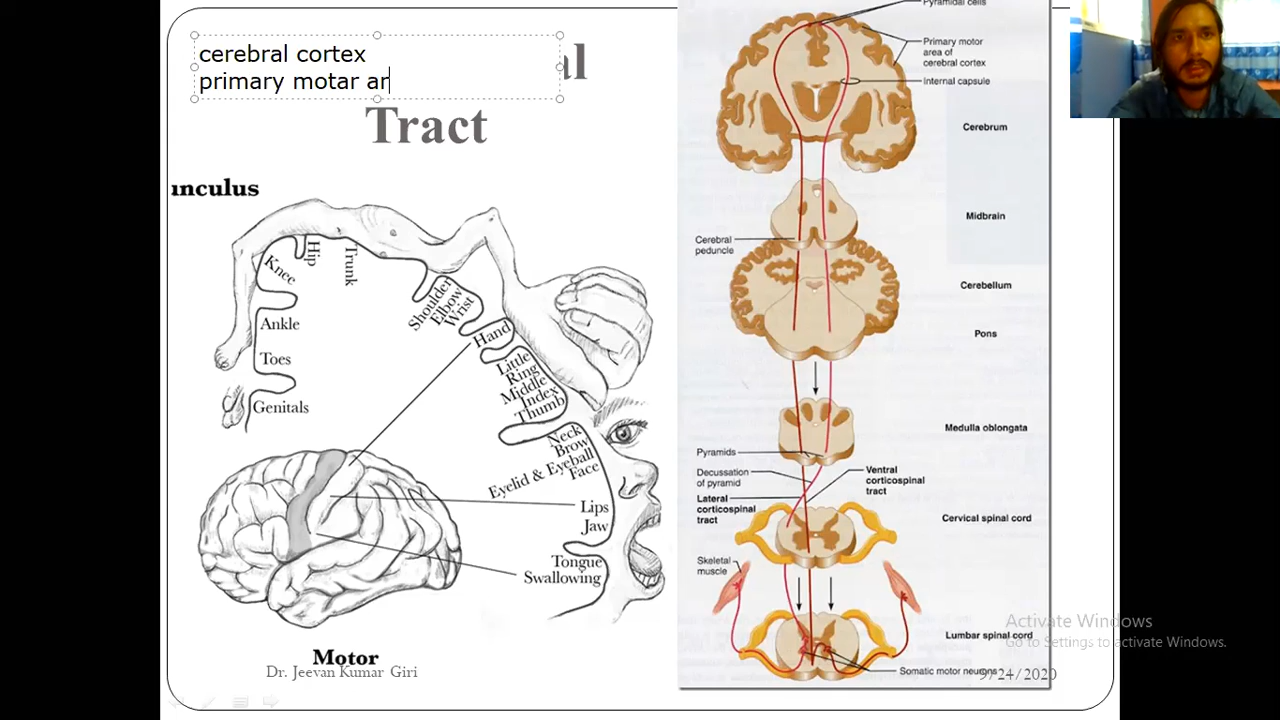 cerebral cortex
primary motar ar
al
Tract
unculus
Knee
Hip
Trunk
Shoulder
Elbow
Wrist
Hand
Little
Ring
Middle
Index
Thumb
Neck
Brow
Eyelid & Eyeball
Face
Lips
Jaw
Tongue
Swallowing
Ankle
Toes
Genitals
Motor
Dr. Jeevan Kumar Giri
Pyramidal cells
Primary motor
area of
cerebral cortex
Internal capsule
Cerebrum
Midbrain
Cerebral
peduncle
Cerebellum
Pons
Medulla oblongata
Pyramids
Decussation
of pyramid
Ventral
corticospinal
tract
Lateral
corticospinal
tract
Cervical spinal cord
Skeletal
muscle
Lumbar spinal cord
Somatic motor neurons
9/24/2020
Activate Windows
Go to Settings to activate Windows.